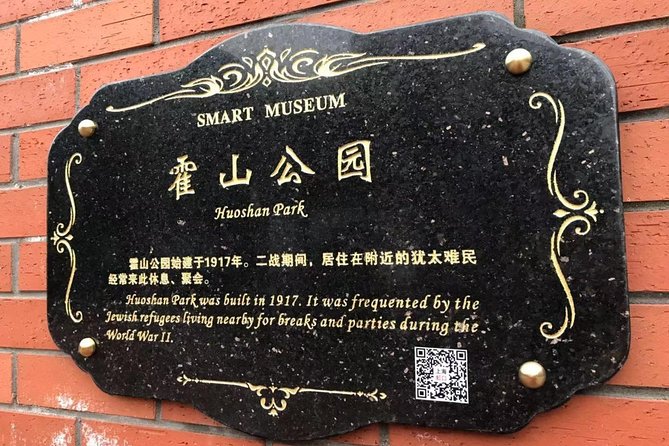 SMART MUSEUM
霍山公园
Huoshan Park
霍山公园始建于1917年。二战期间，居住在附近的犹太难民
经常来此休息、聚会。
Huoshan Park was built in 1917. It was frequented by the
Jewish refugees living nearby for breaks and parties during the
World War II.
上海